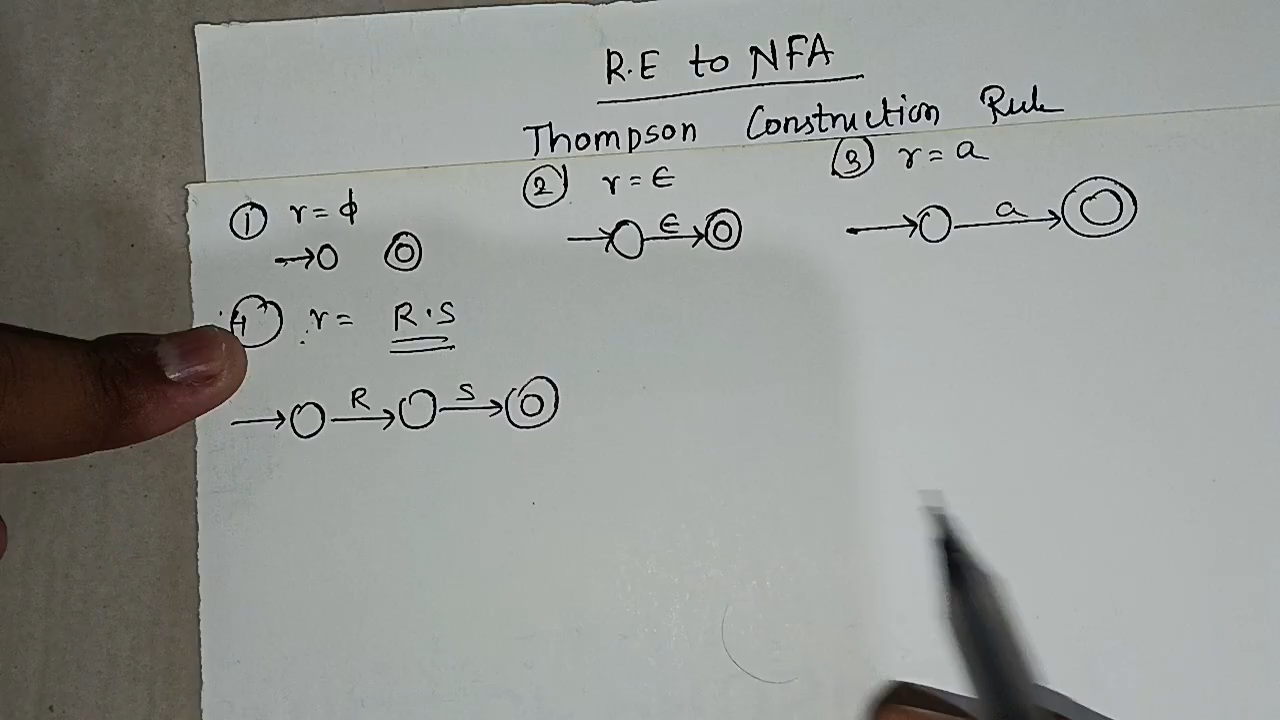 R.E to NFA
Thompson Construction Rule
① r = ϕ
② r = ϵ
ϵ
③ r = a
a
④ r = R.S
R S